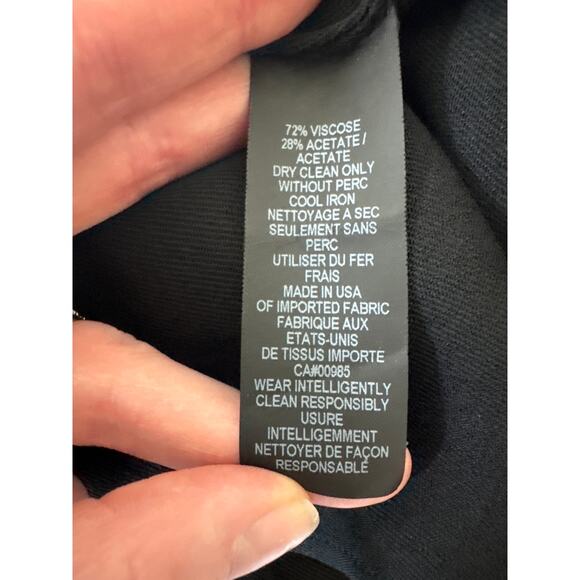 72% VISCOSE
28% ACETATE /
ACETATE
DRY CLEAN ONLY
WITHOUT PERC
COOL IRON
NETTOYAGE A SEC
SEULEMENT SANS
PERC
UTILISER DU FER
FRAIS
MADE IN USA
OF IMPORTED FABRIC
FABRIQUE AUX
ETATS-UNIS
DE TISSUS IMPORTE
CA#00985
WEAR INTELLIGENTLY
CLEAN RESPONSIBLY
USURE
INTELLIGEMMENT
NETTOYER DE FAÇON
RESPONSABLE